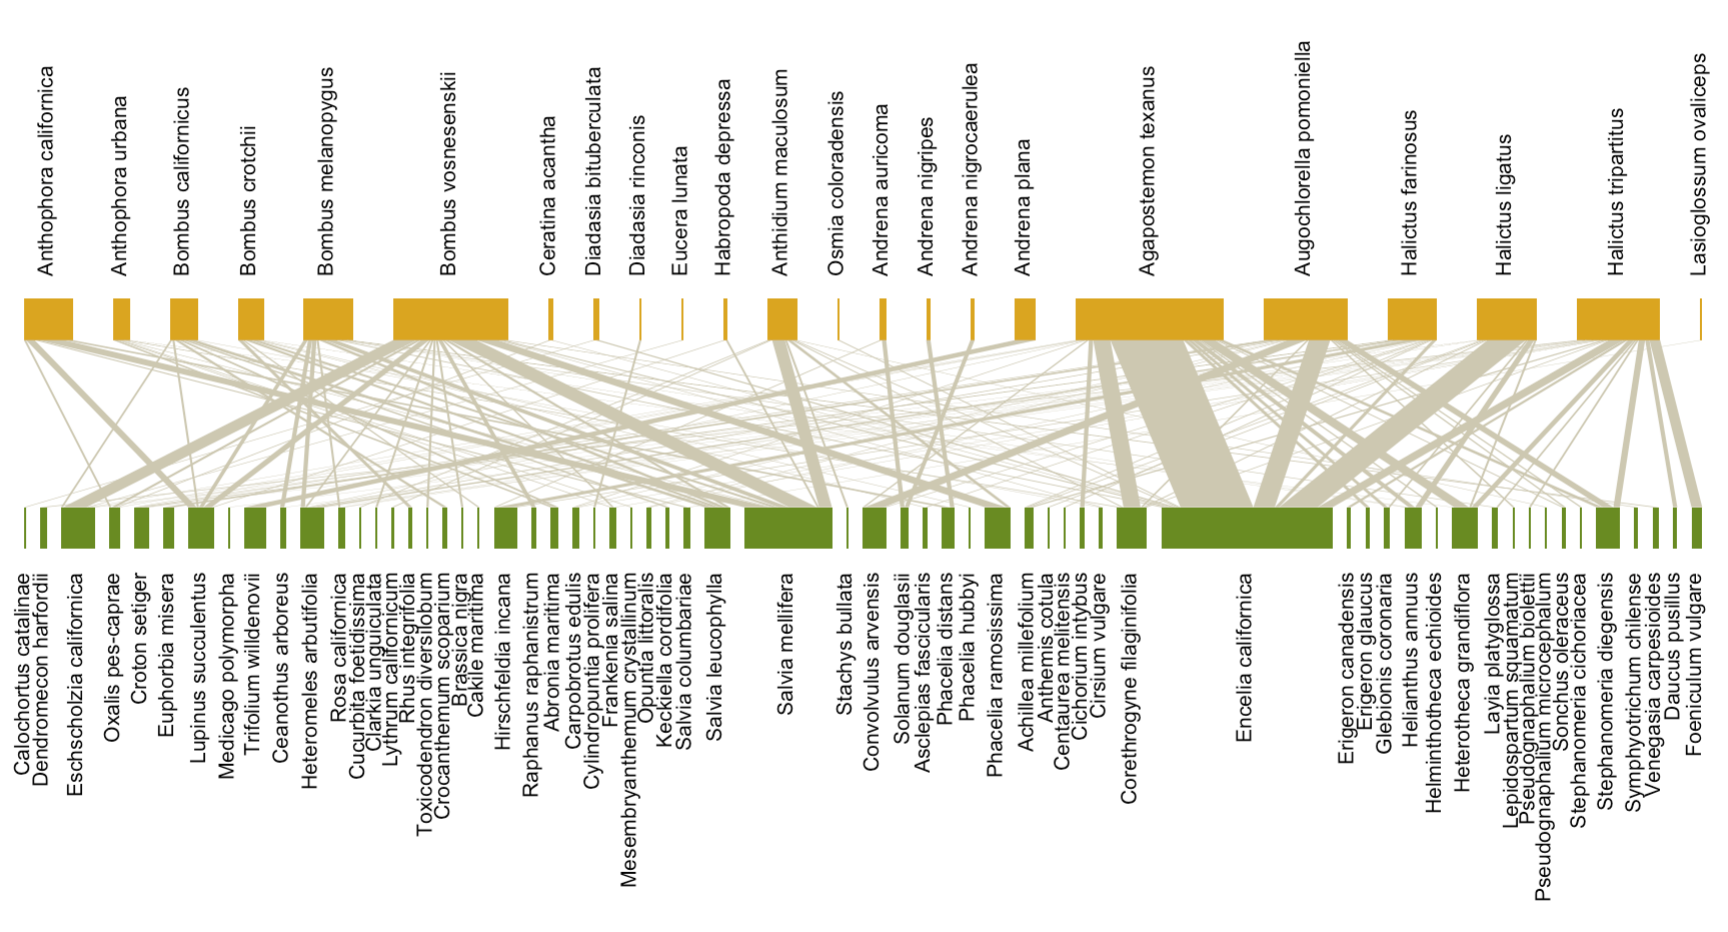 Anthophora californica
Anthophora urbana
Bombus californicus
Bombus crotchii
Bombus melanopygus
Bombus vosnesenskii
Ceratina acantha
Diadasia bituberculata
Diadasia rinconis
Eucera lunata
Habropoda depressa
Anthidium maculosum
Osmia coloradensis
Andrena auricoma
Andrena nigripes
Andrena nigrocaerulea
Andrena plana
Agapostemon texanus
Augochlorella pomoniella
Halictus farinosus
Halictus ligatus
Halictus tripartitus
Lasioglossum ovaliceps
Calochortus catalinae
Dendromecon harfordii
Eschscholzia californica
Oxalis pes-caprae
Croton setiger
Euphorbia misera
Lupinus succulentus
Medicago polymorpha
Trifolium willdenovii
Ceanothus arboreus
Heteromeles arbutifolia
Rosa californica
Cucurbita foetidissima
Clarkia unguiculata
Lythrum californicum
Rhus integrifolia
Toxicodendron diversilobum
Crocanthemum scoparium
Brassica nigra
Cakile maritima
Hirschfeldia incana
Raphanus raphanistrum
Abronia maritima
Carpobrotus edulis
Cylindropuntia prolifera
Frankenia salina
Mesembryanthemum crystallinum
Opuntia littoralis
Keckiella cordifolia
Salvia columbariae
Salvia leucophylla
Salvia mellifera
Stachys bullata
Convolvulus arvensis
Solanum douglasii
Asclepias fascicularis
Phacelia distans
Phacelia hubbyi
Phacelia ramosissima
Achillea millefolium
Anthemis cotula
Centaurea melitensis
Cichorium intybus
Cirsium vulgare
Corethrogyne filaginifolia
Encelia californica
Erigeron canadensis
Erigeron glaucus
Glebionis coronaria
Helianthus annuus
Helminthotheca echioides
Heterotheca grandiflora
Layia platyglossa
Lepidospartum squamatum
Pseudognaphalium biolettii
Pseudognaphalium microcephalum
Sonchus oleraceus
Stephanomeria cichoriacea
Stephanomeria diegensis
Symphyotrichum chilense
Venegasia carpesioides
Daucus pusillus
Foeniculum vulgare